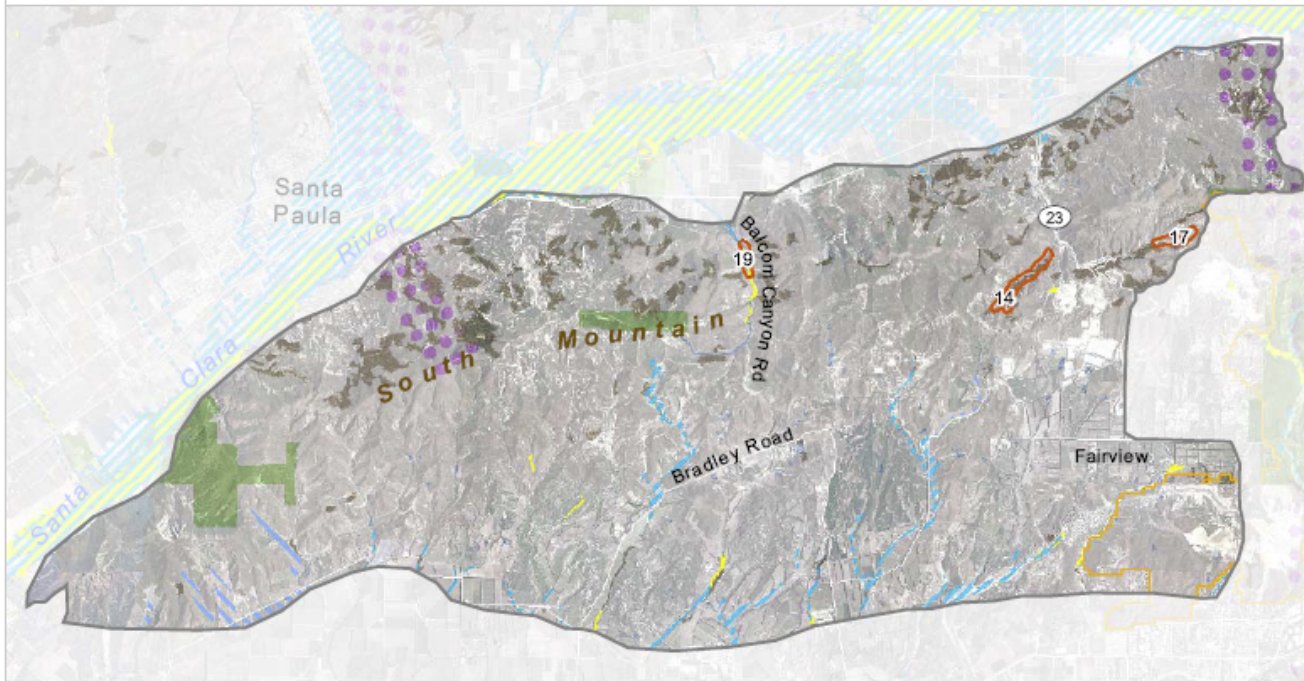 Santa
Paula
Santa Clara River
South Mountain
Balcom Canyon Rd
Bradley Road
Fairview
23
19
14
17